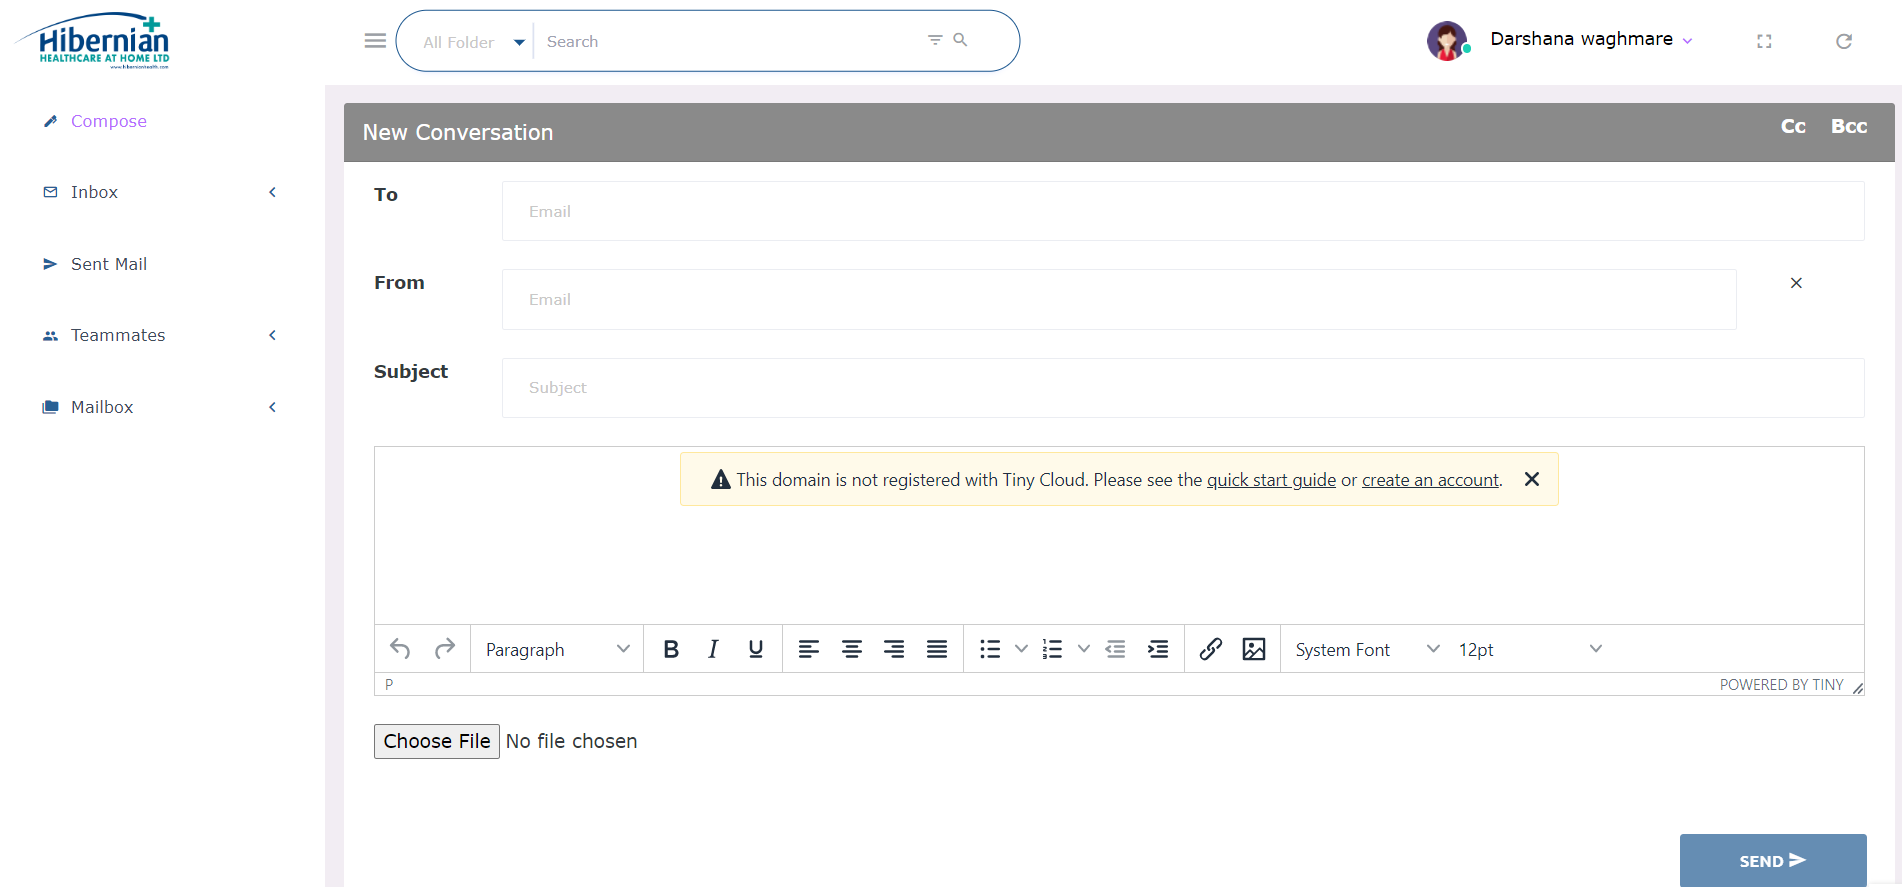 Hibernian
HEALTHCARE AT HOME LTD
www.hibernianhealth.com
All Folder
Search
Darshana waghmare
Compose
Inbox
Sent Mail
Teammates
Mailbox
New Conversation
Cc Bcc
To
Email
From
Email
Subject
Subject
This domain is not registered with Tiny Cloud. Please see the quick start guide or create an account.
Paragraph
B I U
System Font
12pt
P
POWERED BY TINY
Choose File No file chosen
SEND